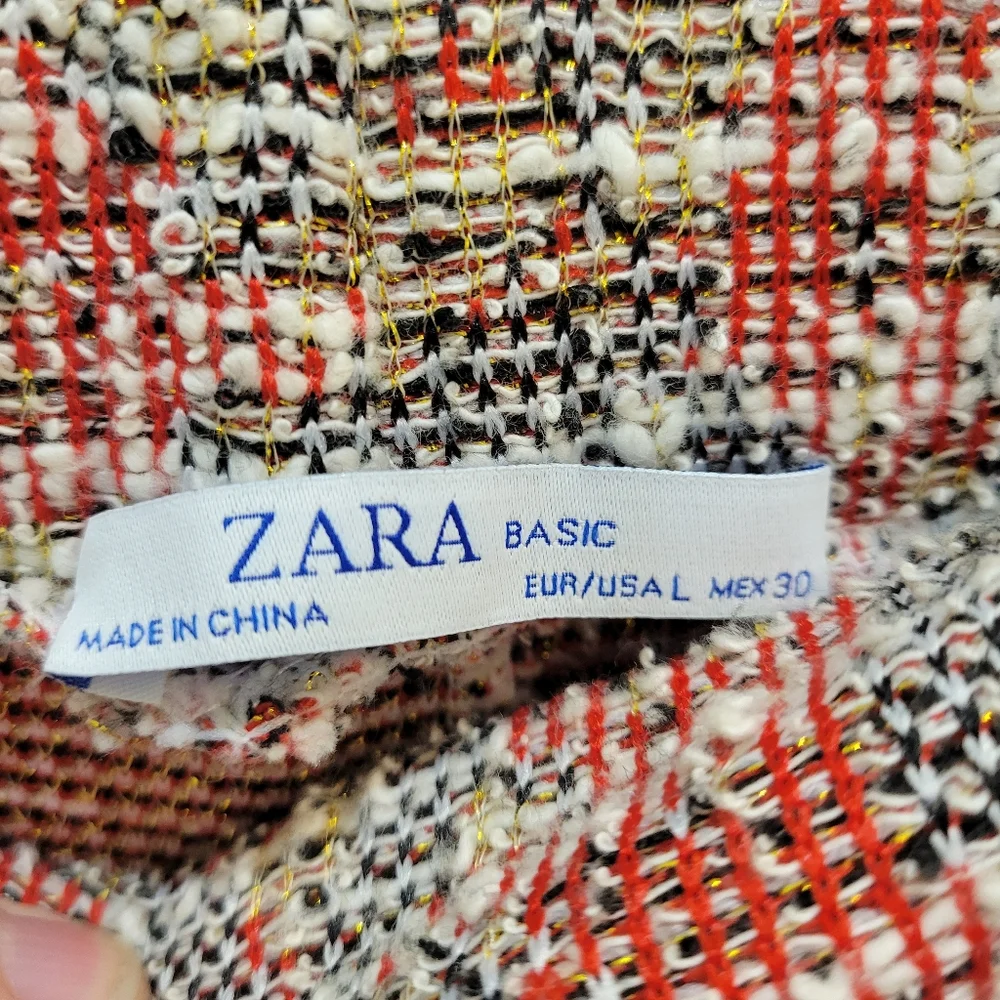 ZARA BASIC
EUR/USA L MEX 30
MADE IN CHINA